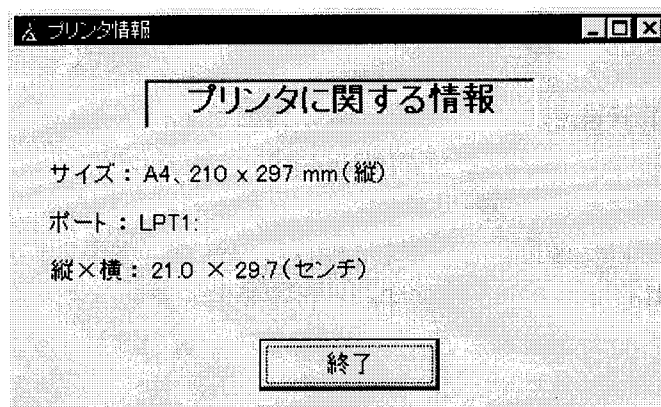 プリンタ情報
プリンタに関する情報
サイズ：A4、210 x 297 mm(縦)
ポート：LPT1:
縦×横：21.0 × 29.7(センチ)
終了